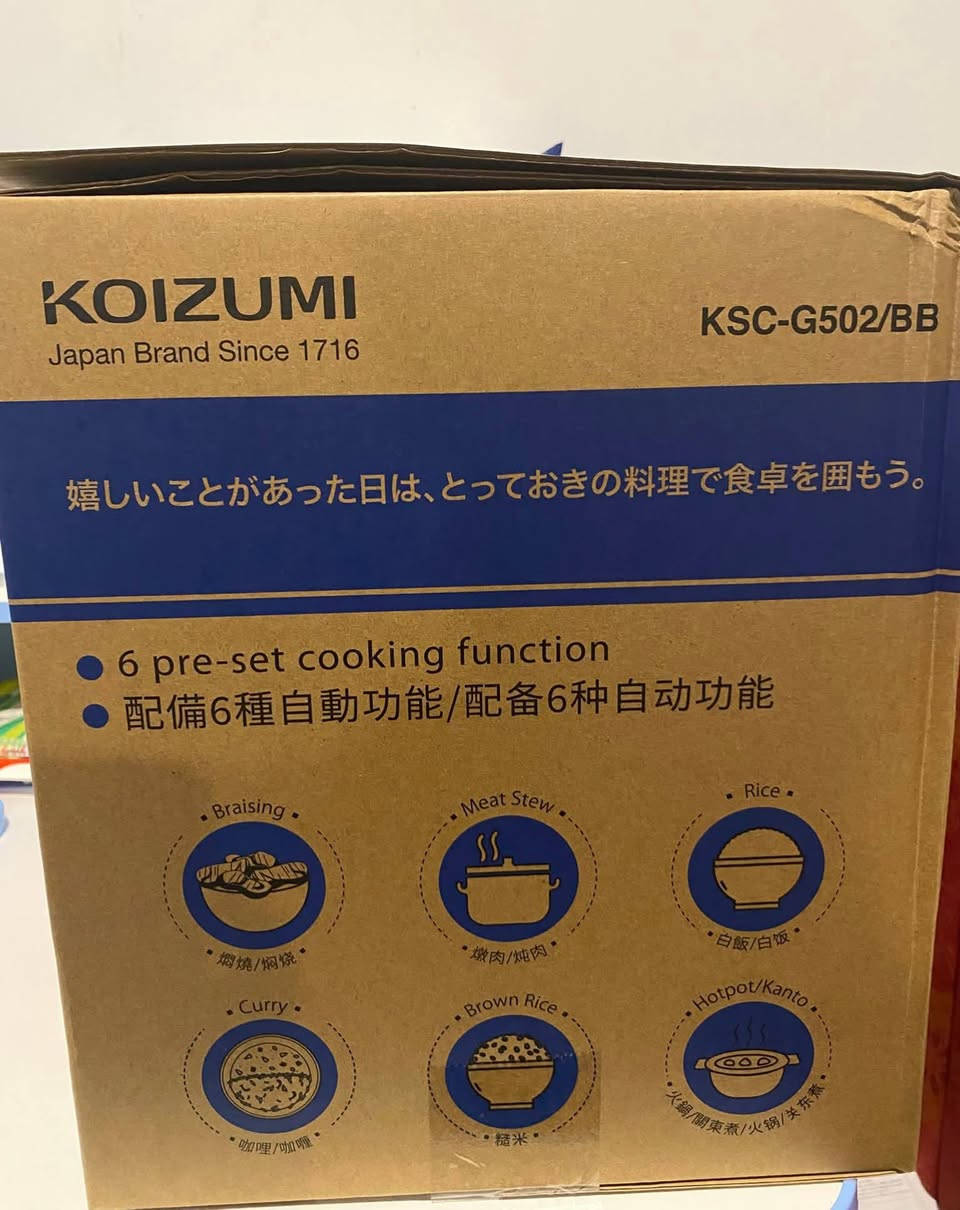 KOIZUMI
Japan Brand Since 1716
KSC-G502/BB
嬉しいことがあった日は、とっておきの料理で食卓を囲もう。
6 pre-set cooking function
配備6種自動功能/配备6种自动功能
Braising
燜燒/焖烧
Meat Stew
燉肉/炖肉
Rice
白飯/白饭
Curry
咖哩/咖喱
Brown Rice
糙米
Hotpot/Kanto
火鍋/關東煮/火锅/关东煮